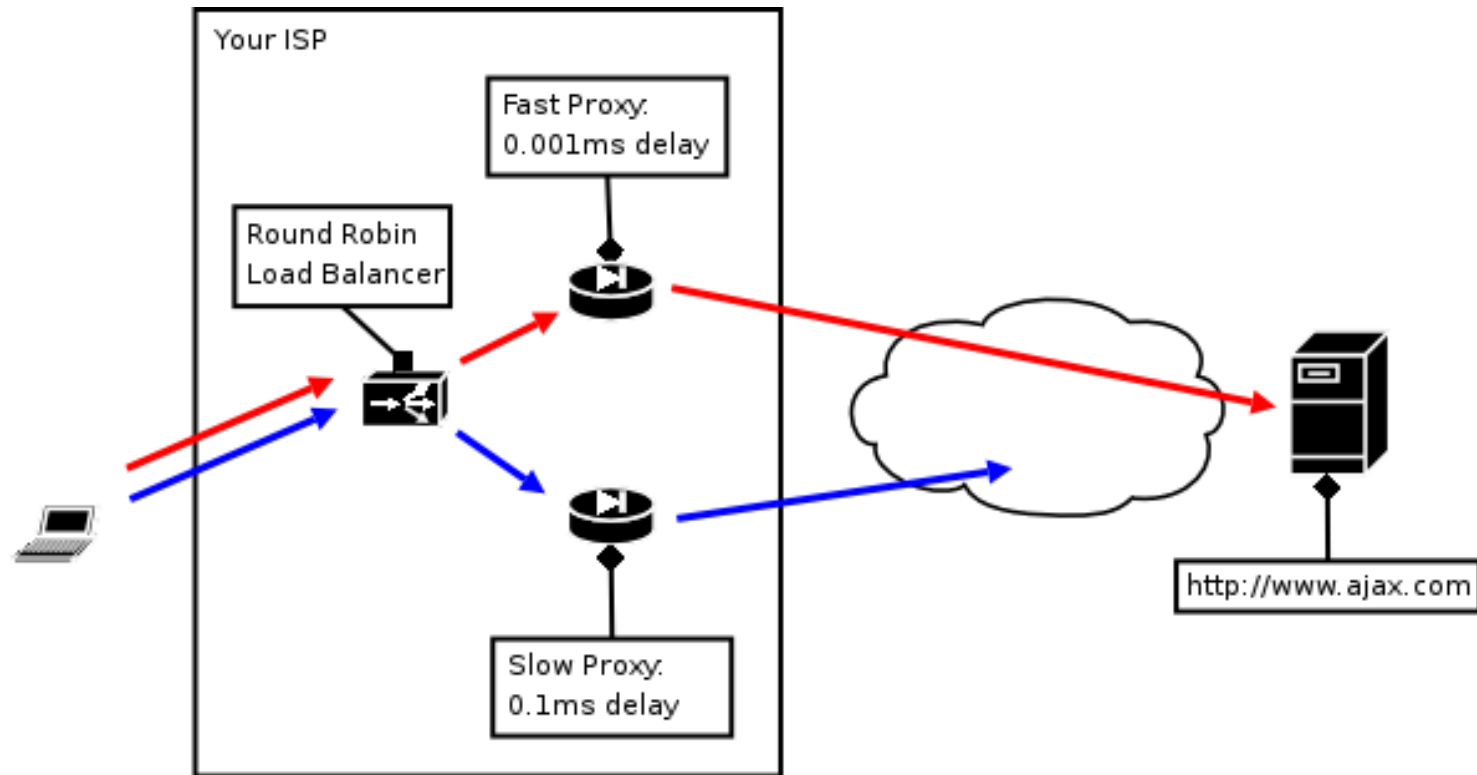 Your ISP
Fast Proxy:
0.001ms delay
Round Robin
Load Balancer
Slow Proxy:
0.1ms delay
http://www.ajax.com